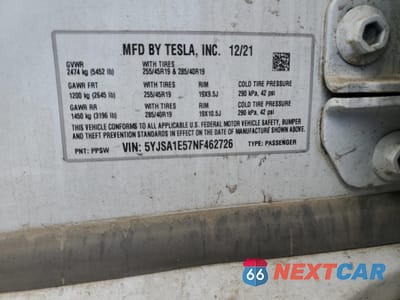 MFD BY TESLA, INC. 12/21
GVWR WITH TIRES
2474 kg (5452 lb) 255/45R19 & 285/40R19
GAWR FRT WITH TIRES RIM COLD TIRE PRESSURE
1200 kg (2645 lb) 255/45R19 19X9.5J 290 kPa, 42 psi
GAWR RR WITH TIRES RIM COLD TIRE PRESSURE
1450 kg (3196 lb) 285/40R19 19X10.5J 290 kPa, 42 psi
THIS VEHICLE CONFORMS TO ALL APPLICABLE U.S. FEDERAL MOTOR VEHICLE SAFETY, BUMPER
AND THEFT PREVENTION STANDARDS IN EFFECT ON THE DATE OF MANUFACTURE SHOWN ABOVE.
PNT: PPSW VIN: 5YJSA1E57NF462726 TYPE: PASSENGER
66 NEXTCAR